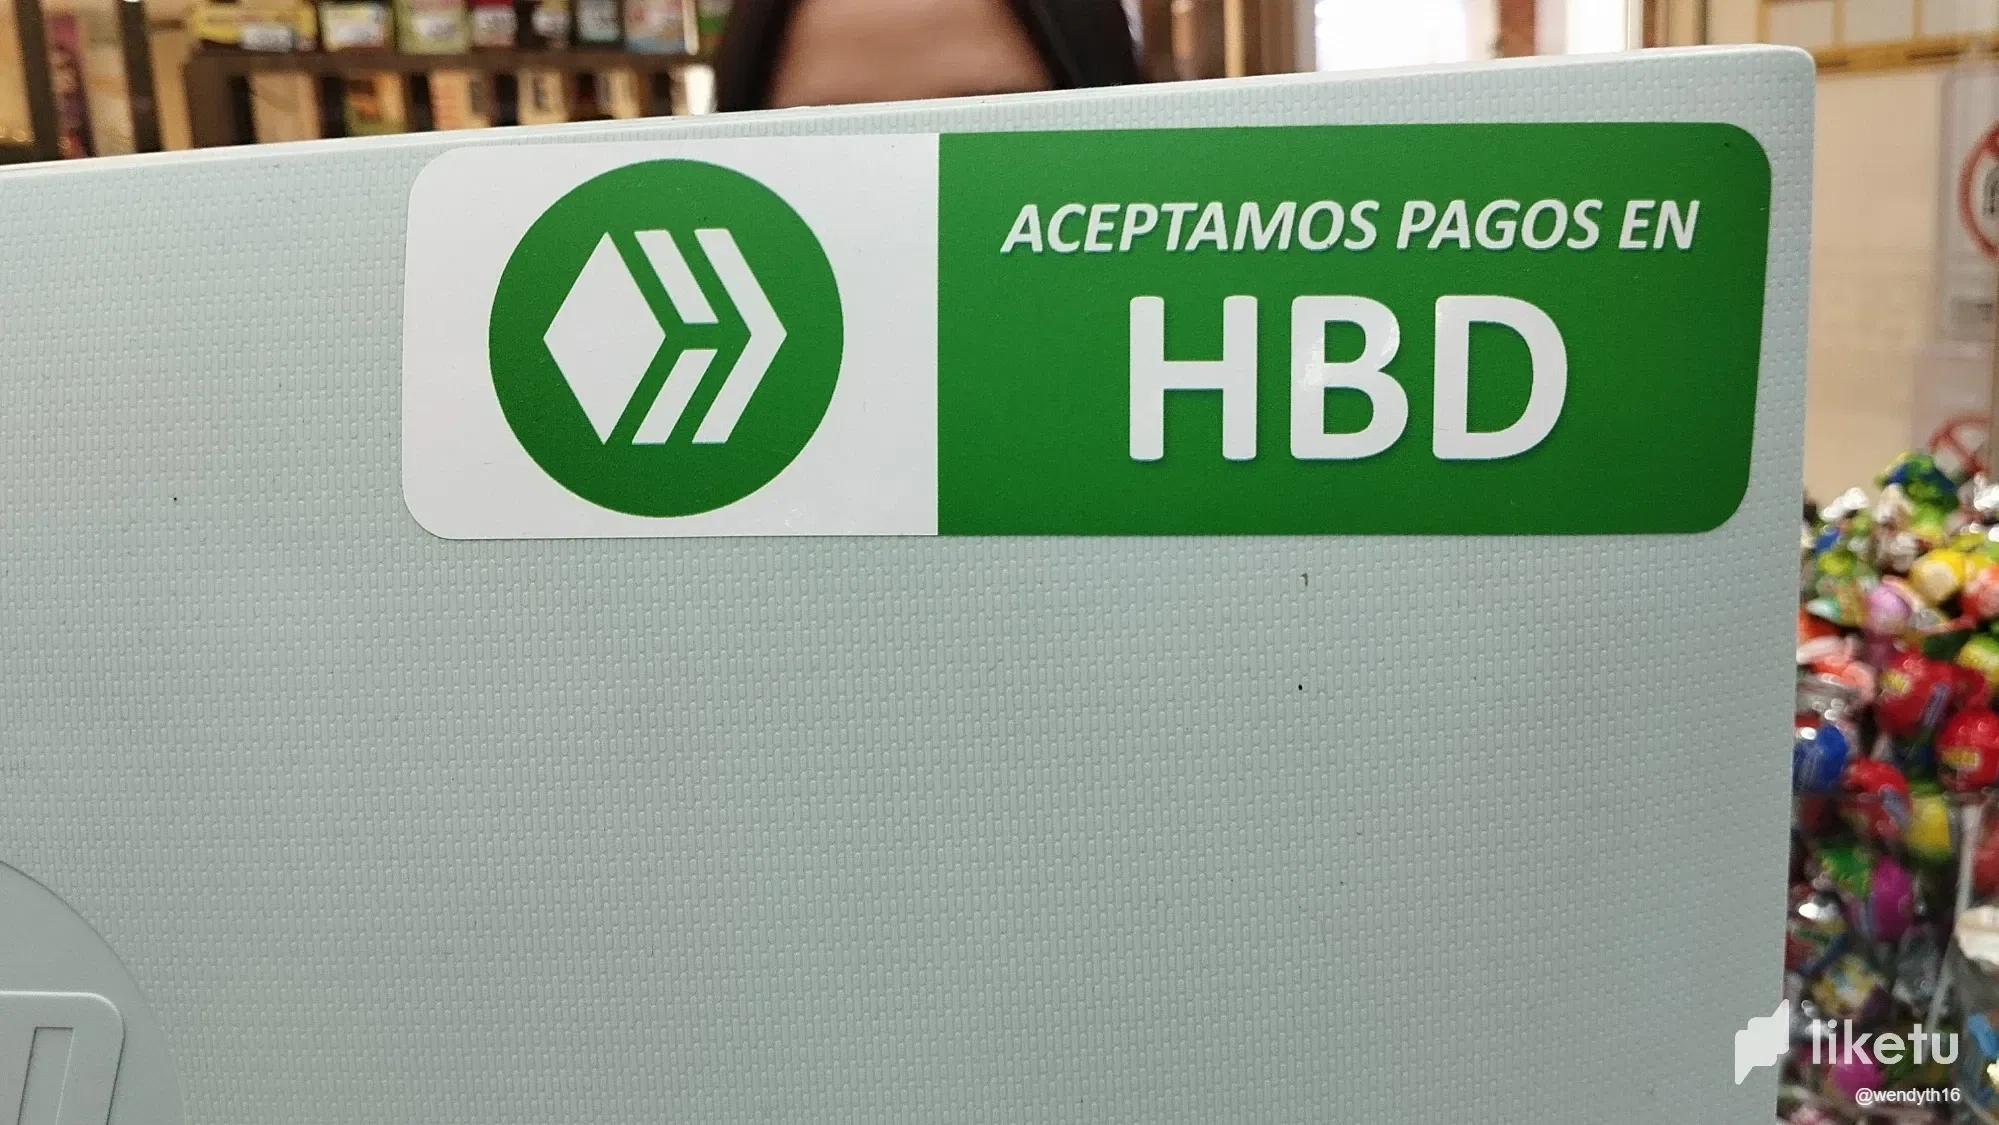 ACEPTAMOS PAGOS EN
HBD
liketu
@wendyth16